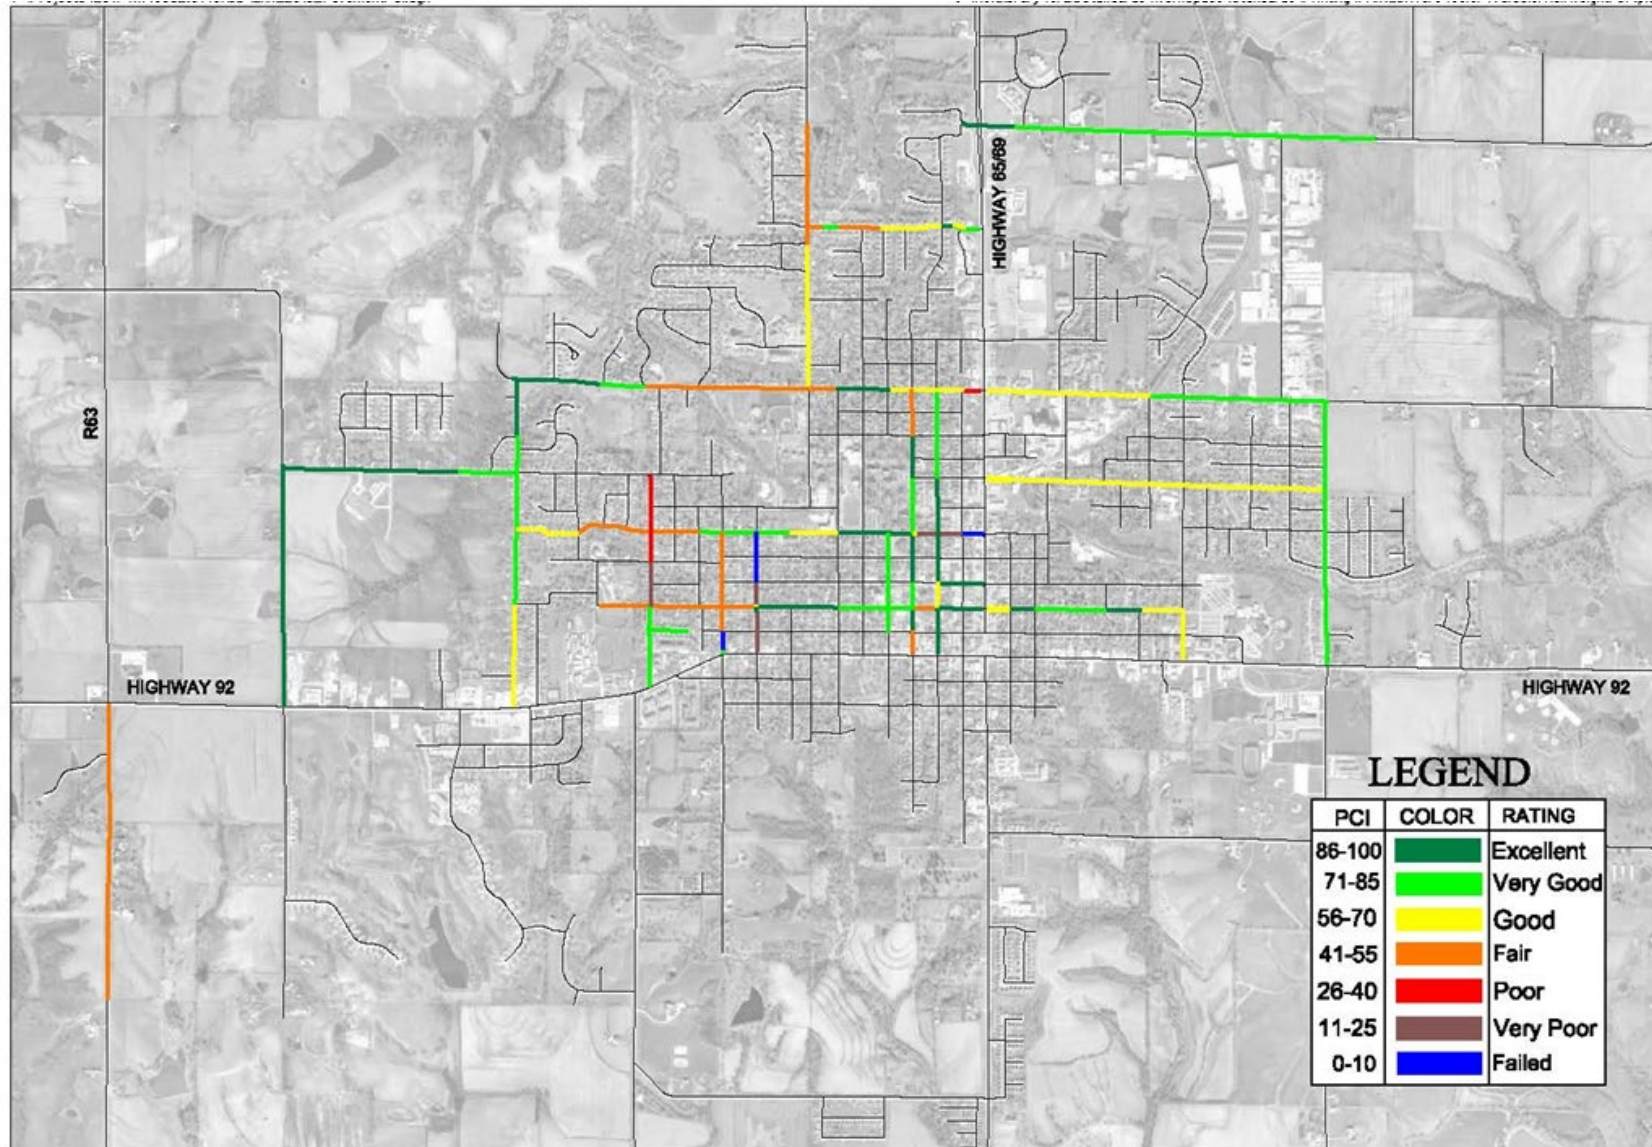 HIGHWAY 65/69
R63
HIGHWAY 92
HIGHWAY 92
LEGEND
PCI COLOR RATING
86-100 Excellent
71-85 Very Good
56-70 Good
41-55 Fair
26-40 Poor
11-25 Very Poor
0-10 Failed